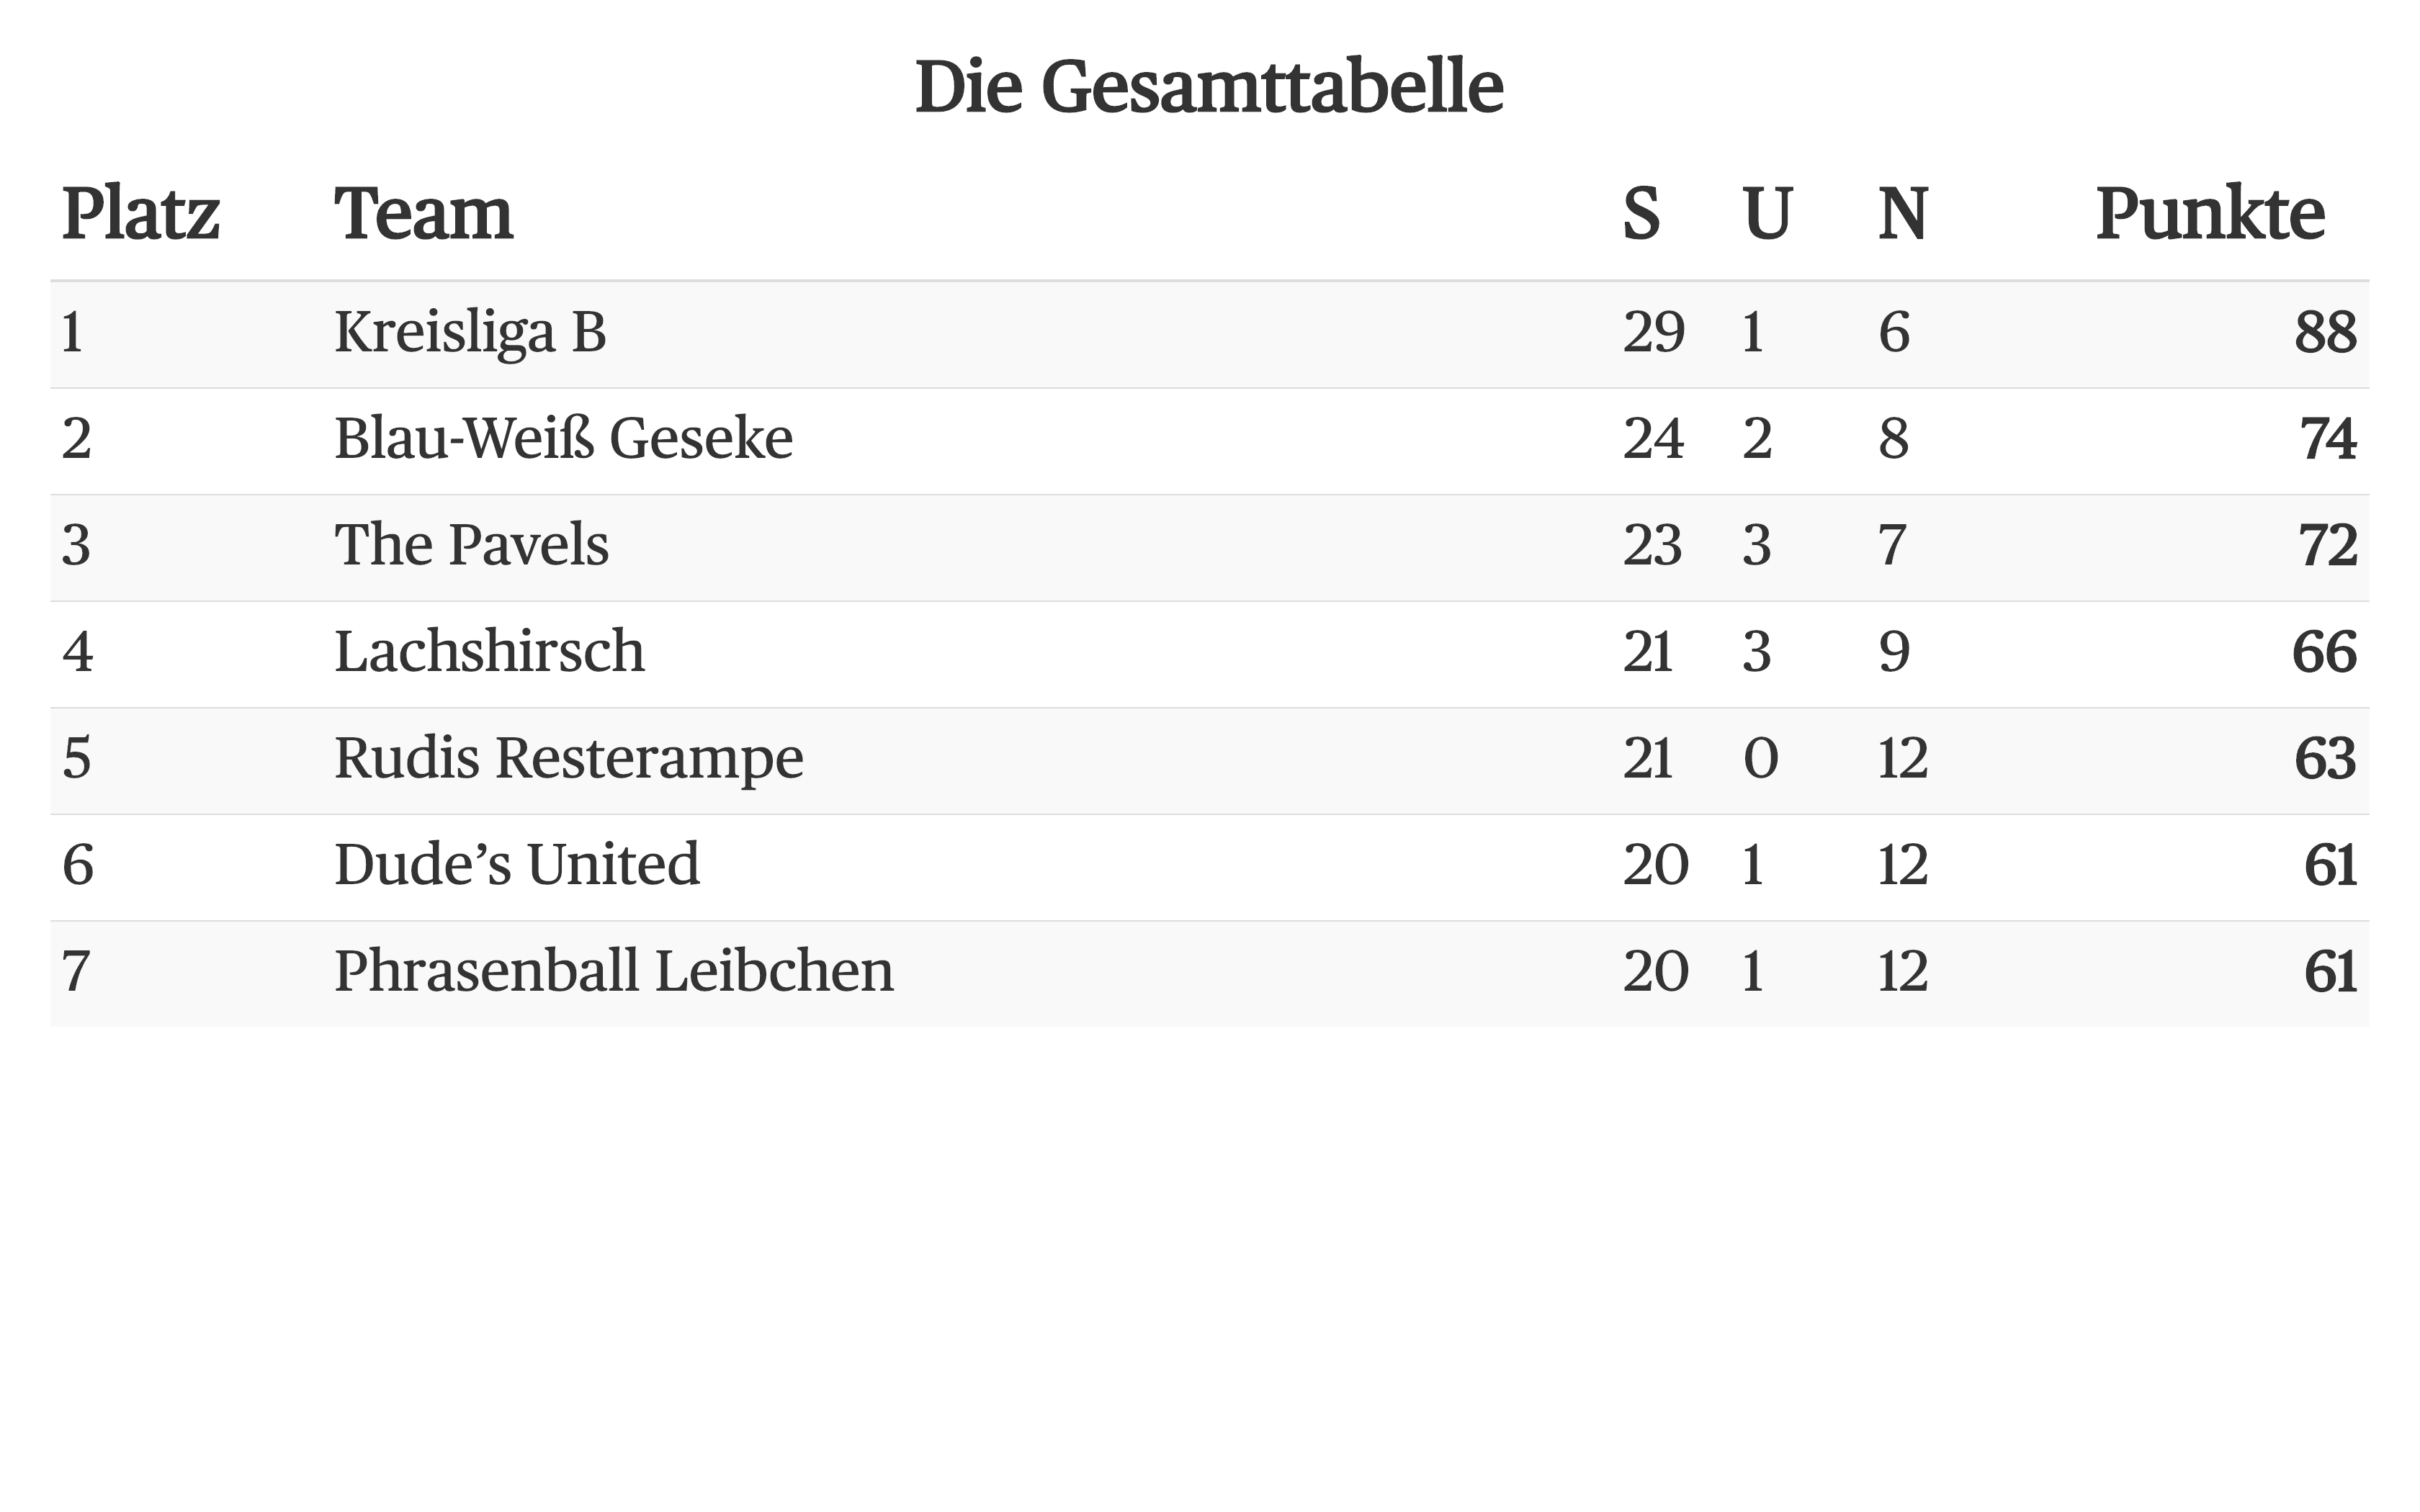 Die Gesamttabelle
Platz Team S U N Punkte
1 Kreisliga B 29 1 6 88
2 Blau-Weiß Geseke 24 2 8 74
3 The Pavels 23 3 7 72
4 Lachshirsch 21 3 9 66
5 Rudis Resterampe 21 0 12 63
6 Dude’s United 20 1 12 61
7 Phrasenball Leibchen 20 1 12 61